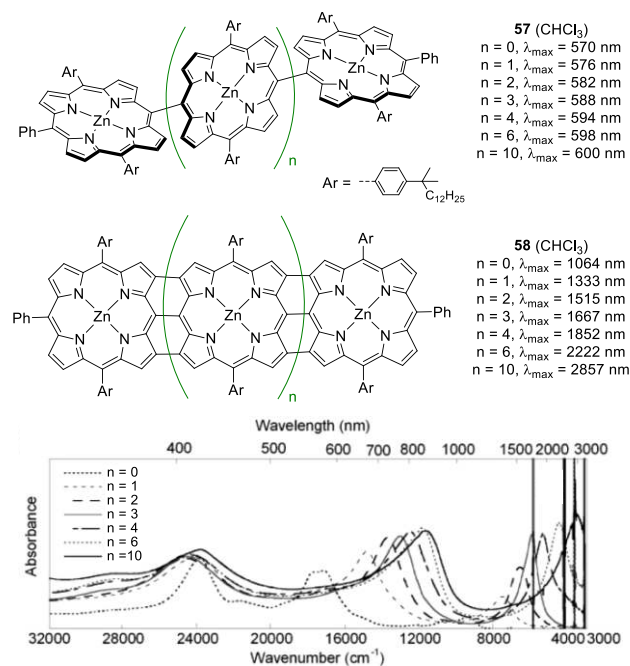 57 (CHCl₃)
n = 0, λmax = 570 nm
n = 1, λmax = 576 nm
n = 2, λmax = 582 nm
n = 3, λmax = 588 nm
n = 4, λmax = 594 nm
n = 6, λmax = 598 nm
n = 10, λmax = 600 nm
Ar Ar Ar
N N N N Zn
N N N N Zn
N N N N Zn
Ph Ph
Ar Ar Ar
n
Ar =
C₁₂H₂₅
58 (CHCl₃)
n = 0, λmax = 1064 nm
n = 1, λmax = 1333 nm
n = 2, λmax = 1515 nm
n = 3, λmax = 1667 nm
n = 4, λmax = 1852 nm
n = 6, λmax = 2222 nm
n = 10, λmax = 2857 nm
Ar Ar Ar
N N N N N N
Ph Zn Zn Zn Ph
N N N N N N
Ar Ar Ar
n
Wavelength (nm)
400 500 600 700 800 1000 1500 2000 3000
n = 0
n = 1
n = 2
n = 3
n = 4
n = 6
n =10
Absorbance
32000 28000 24000 20000 16000 12000 8000 4000 3000
Wavenumber (cm⁻¹)